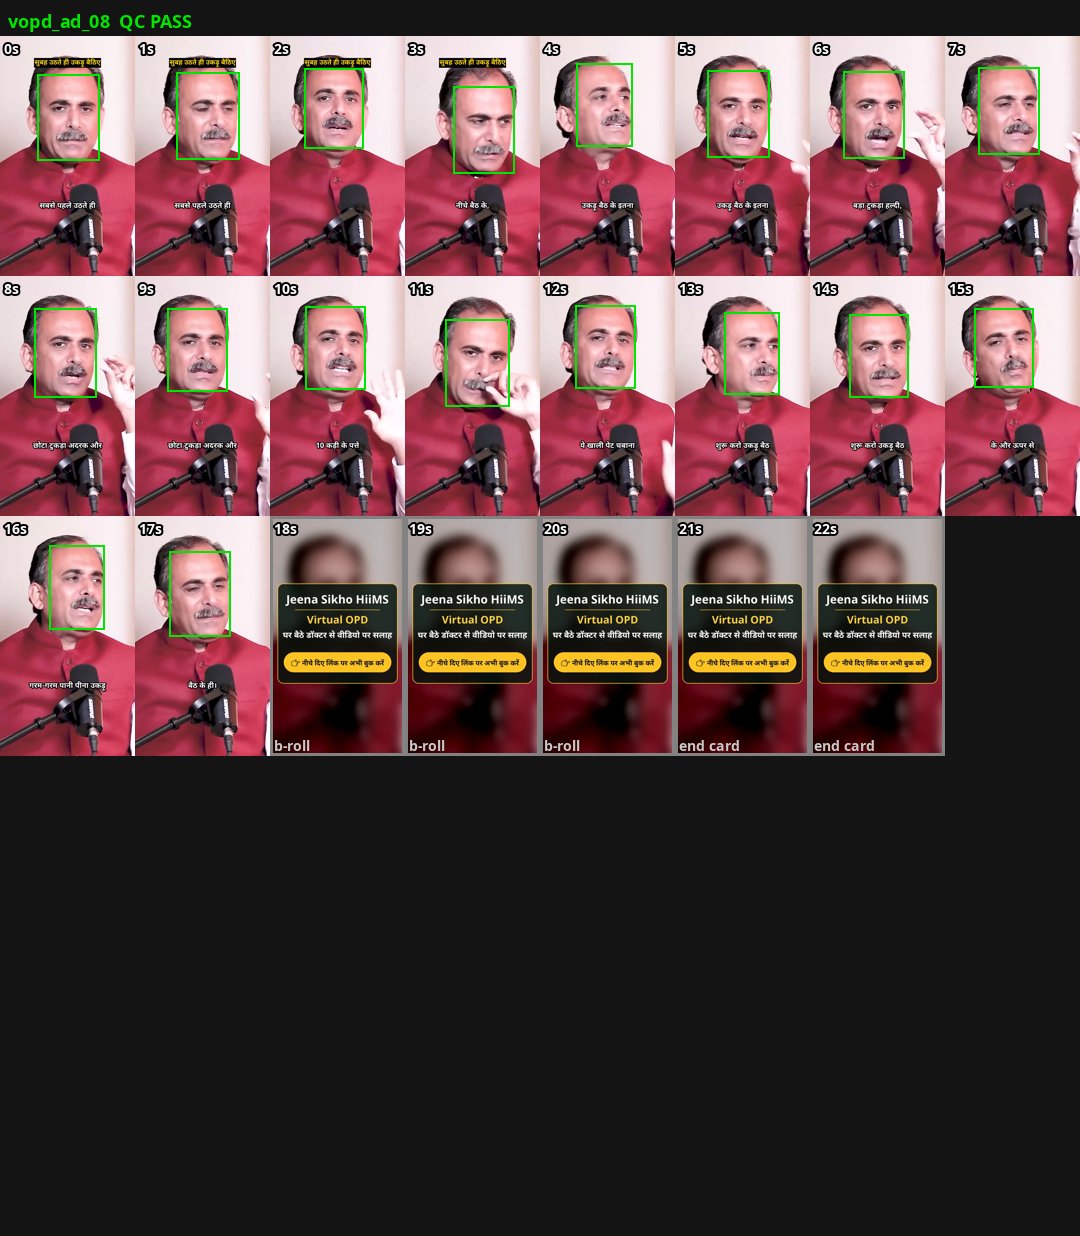 vopd_ad_08 QC PASS
0s
सुबह उठते ही उकड़ू बैठिए
सबसे पहले उठते ही
1s
सुबह उठते ही उकड़ू बैठिए
सबसे पहले उठते ही
2s
सुबह उठते ही उकड़ू बैठिए
3s
सुबह उठते ही उकड़ू बैठिए
नीचे बैठ के,
4s
उकड़ू बैठ के इतना
5s
उकड़ू बैठ के इतना
6s
बड़ा टुकड़ा हल्दी,
7s
8s
छोटा टुकड़ा अदरक और
9s
छोटा टुकड़ा अदरक और
10s
10 कड़ी के पत्ते
11s
12s
ये खाली पेट चबाना
13s
शुरू करो उकड़ू बैठ
14s
शुरू करो उकड़ू बैठ
15s
के और ऊपर से
16s
गरम-गरम पानी पीना उकड़ू
17s
बैठ के ही।
18s
Jeena Sikho HiiMS
Virtual OPD
घर बैठे डॉक्टर से वीडियो पर सलाह
👉 नीचे दिए लिंक पर अभी बुक करें
b-roll
19s
Jeena Sikho HiiMS
Virtual OPD
घर बैठे डॉक्टर से वीडियो पर सलाह
👉 नीचे दिए लिंक पर अभी बुक करें
b-roll
20s
Jeena Sikho HiiMS
Virtual OPD
घर बैठे डॉक्टर से वीडियो पर सलाह
👉 नीचे दिए लिंक पर अभी बुक करें
b-roll
21s
Jeena Sikho HiiMS
Virtual OPD
घर बैठे डॉक्टर से वीडियो पर सलाह
👉 नीचे दिए लिंक पर अभी बुक करें
end card
22s
Jeena Sikho HiiMS
Virtual OPD
घर बैठे डॉक्टर से वीडियो पर सलाह
👉 नीचे दिए लिंक पर अभी बुक करें
end card